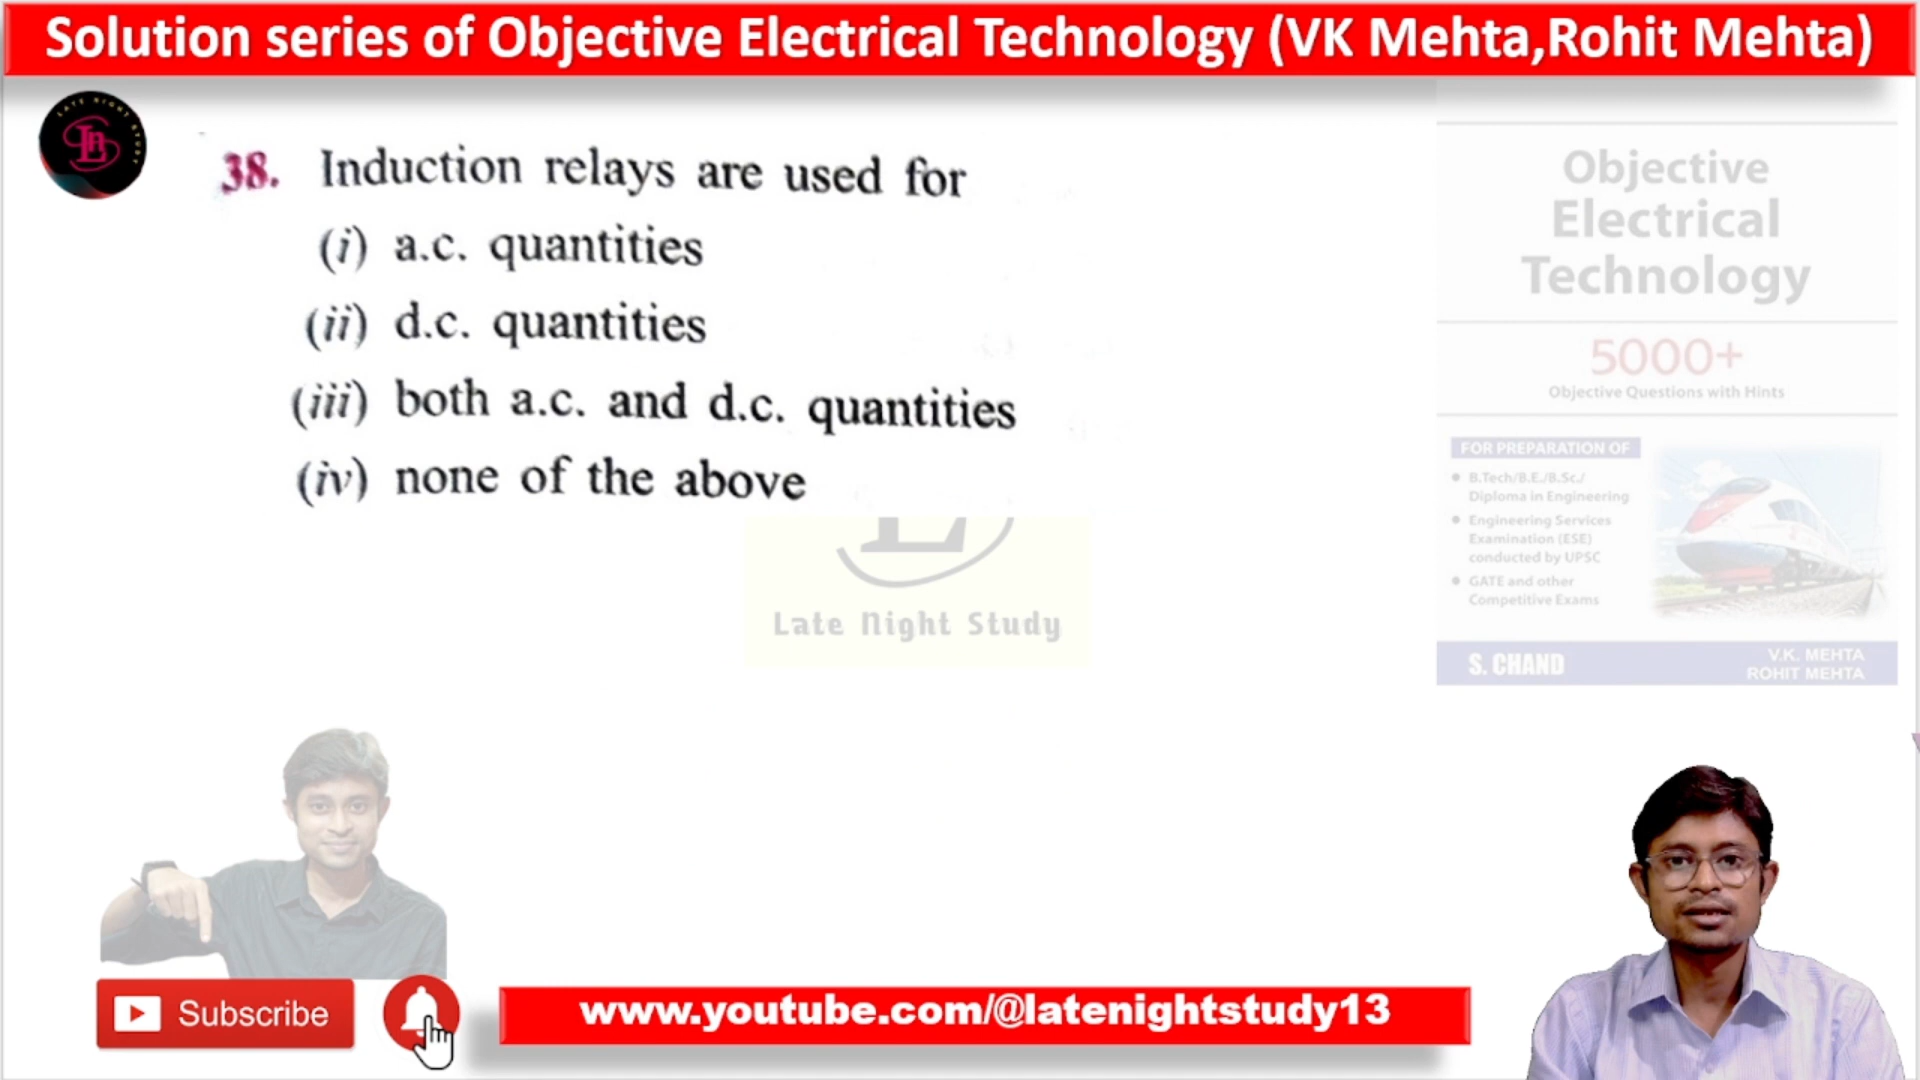 Solution series of Objective Electrical Technology (VK Mehta,Rohit Mehta)
LATE NIGHT STUDY
38. Induction relays are used for
(i) a.c. quantities
(ii) d.c. quantities
(iii) both a.c. and d.c. quantities
(iv) none of the above
Late Night Study
Objective
Electrical
Technology
5000+
Objective Questions with Hints
FOR PREPARATION OF
• B.Tech/B.E./B.Sc./
Diploma in Engineering
• Engineering Services
Examination (ESE)
conducted by UPSC
• GATE and other
Competitive Exams
S. CHAND
V.K. MEHTA
ROHIT MEHTA
Subscribe
www.youtube.com/@latenightstudy13